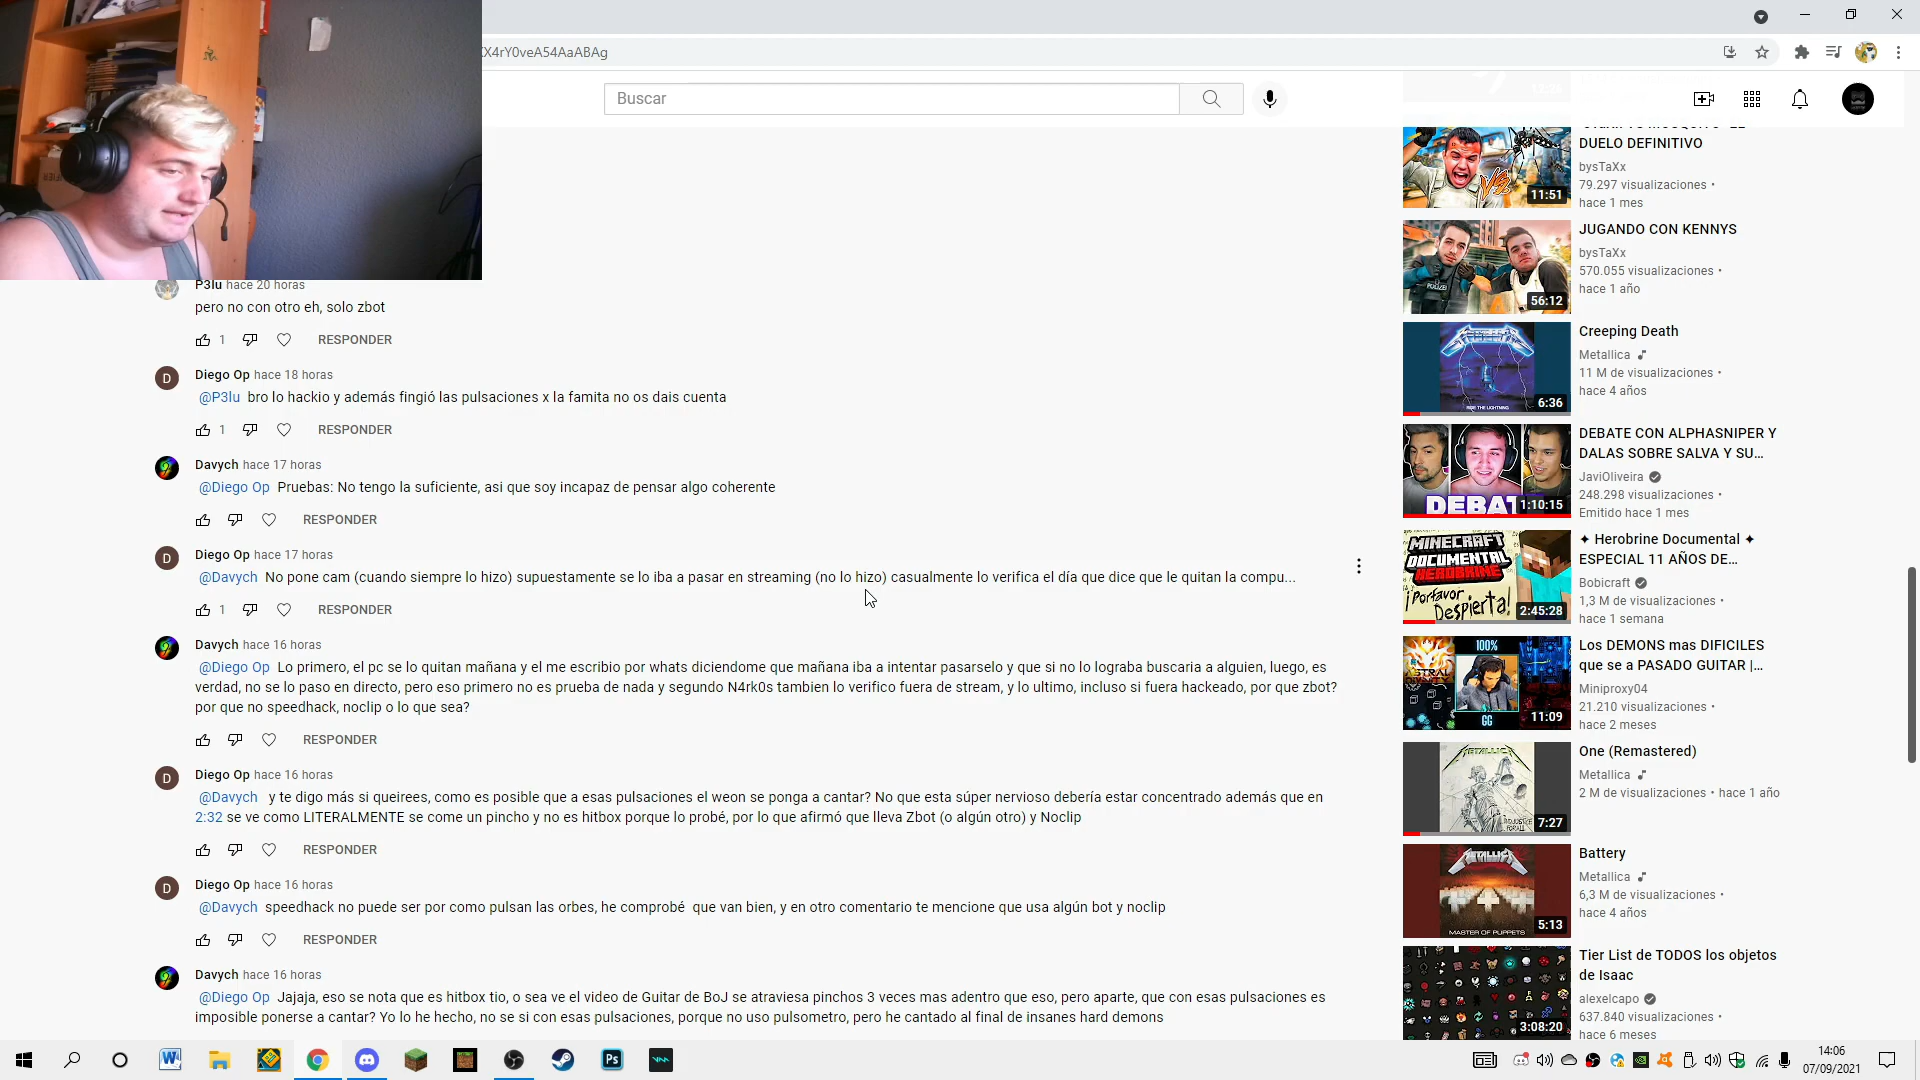 XX4rY0veA54AaABAg
Buscar
P3lu hace 20 horas
pero no con otro eh, solo zbot
1 RESPONDER
D
Diego Op hace 18 horas
@P3lu bro lo hackio y además fingió las pulsaciones x la famita no os dais cuenta
1 RESPONDER
Davych hace 17 horas
@Diego Op Pruebas: No tengo la suficiente, asi que soy incapaz de pensar algo coherente
RESPONDER
D
Diego Op hace 17 horas
@Davych No pone cam (cuando siempre lo hizo) supuestamente se lo iba a pasar en streaming (no lo hizo) casualmente lo verifica el día que dice que le quitan la compu...
1 RESPONDER
Davych hace 16 horas
@Diego Op Lo primero, el pc se lo quitan mañana y el me escribio por whats diciendome que mañana iba a intentar pasarselo y que si no lo lograba buscaria a alguien, luego, es
verdad, no se lo paso en directo, pero eso primero no es prueba de nada y segundo N4rk0s tambien lo verifico fuera de stream, y lo ultimo, incluso si fuera hackeado, por que zbot?
por que no speedhack, noclip o lo que sea?
RESPONDER
D
Diego Op hace 16 horas
@Davych y te digo más si queirees, como es posible que a esas pulsaciones el weon se ponga a cantar? No que esta súper nervioso debería estar concentrado además que en
2:32 se ve como LITERALMENTE se come un pincho y no es hitbox porque lo probé, por lo que afirmó que lleva Zbot (o algún otro) y Noclip
RESPONDER
D
Diego Op hace 16 horas
@Davych speedhack no puede ser por como pulsan las orbes, he comprobé que van bien, y en otro comentario te mencione que usa algún bot y noclip
RESPONDER
Davych hace 16 horas
@Diego Op Jajaja, eso se nota que es hitbox tio, o sea ve el video de Guitar de BoJ se atraviesa pinchos 3 veces mas adentro que eso, pero aparte, que con esas pulsaciones es
imposible ponerse a cantar? Yo lo he hecho, no se si con esas pulsaciones, porque no uso pulsometro, pero he cantado al final de insanes hard demons
VS
11:51
DUELO DEFINITIVO
bysTaXx
79.297 visualizaciones •
hace 1 mes
POLIZEI
56:12
JUGANDO CON KENNYS
bysTaXx
570.055 visualizaciones •
hace 1 año
METALLICA
RIDE THE LIGHTNING
6:36
Creeping Death
Metallica
11 M de visualizaciones •
hace 4 años
DEBAT
1:10:15
DEBATE CON ALPHASNIPER Y
DALAS SOBRE SALVA Y SU...
JaviOliveira
248.298 visualizaciones •
Emitido hace 1 mes
MINECRAFT
DOCUMENTAL
HEROBRINE
¡Porfavor
Despierta!
2:45:28
✦ Herobrine Documental ✦
ESPECIAL 11 AÑOS DE...
Bobicraft
1,3 M de visualizaciones •
hace 1 semana
100%
GG
11:09
Los DEMONS mas DIFICILES
que se a PASADO GUITAR |...
Miniproxy04
21.210 visualizaciones •
hace 2 meses
METALLICA
7:27
One (Remastered)
Metallica
2 M de visualizaciones • hace 1 año
METALLICA
MASTER OF PUPPETS
5:13
Battery
Metallica
6,3 M de visualizaciones •
hace 4 años
3:08:20
Tier List de TODOS los objetos
de Isaac
alexelcapo
637.840 visualizaciones •
hace 6 meses
W
Ps
14:06
07/09/2021